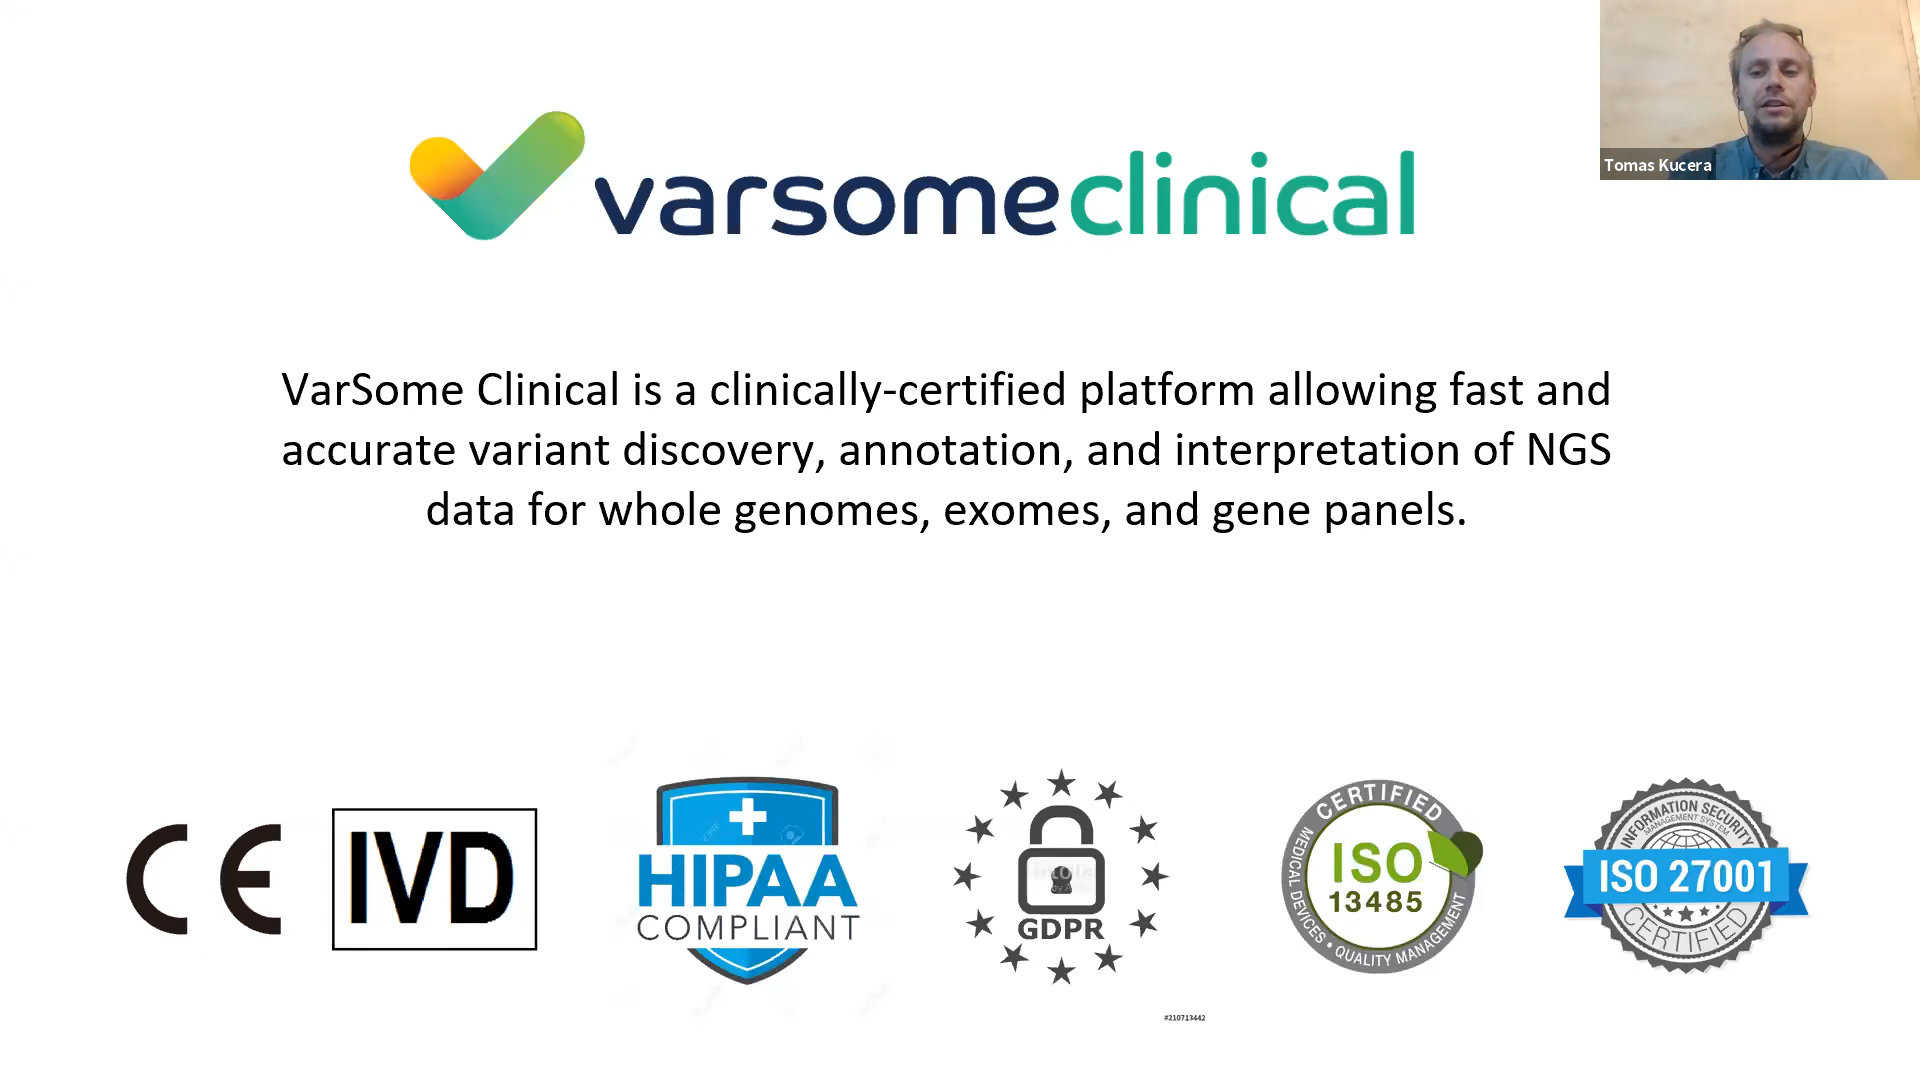 varsomeclinical
Tomas Kucera
VarSome Clinical is a clinically-certified platform allowing fast and
accurate variant discovery, annotation, and interpretation of NGS
data for whole genomes, exomes, and gene panels.
CE
IVD
HIPAA
COMPLIANT
GDPR
CERTIFIED
ISO
13485
MEDICAL DEVICES • QUALITY MANAGEMENT
INFORMATION SECURITY
MANAGEMENT SYSTEM
ISO 27001
CERTIFIED
#210713442